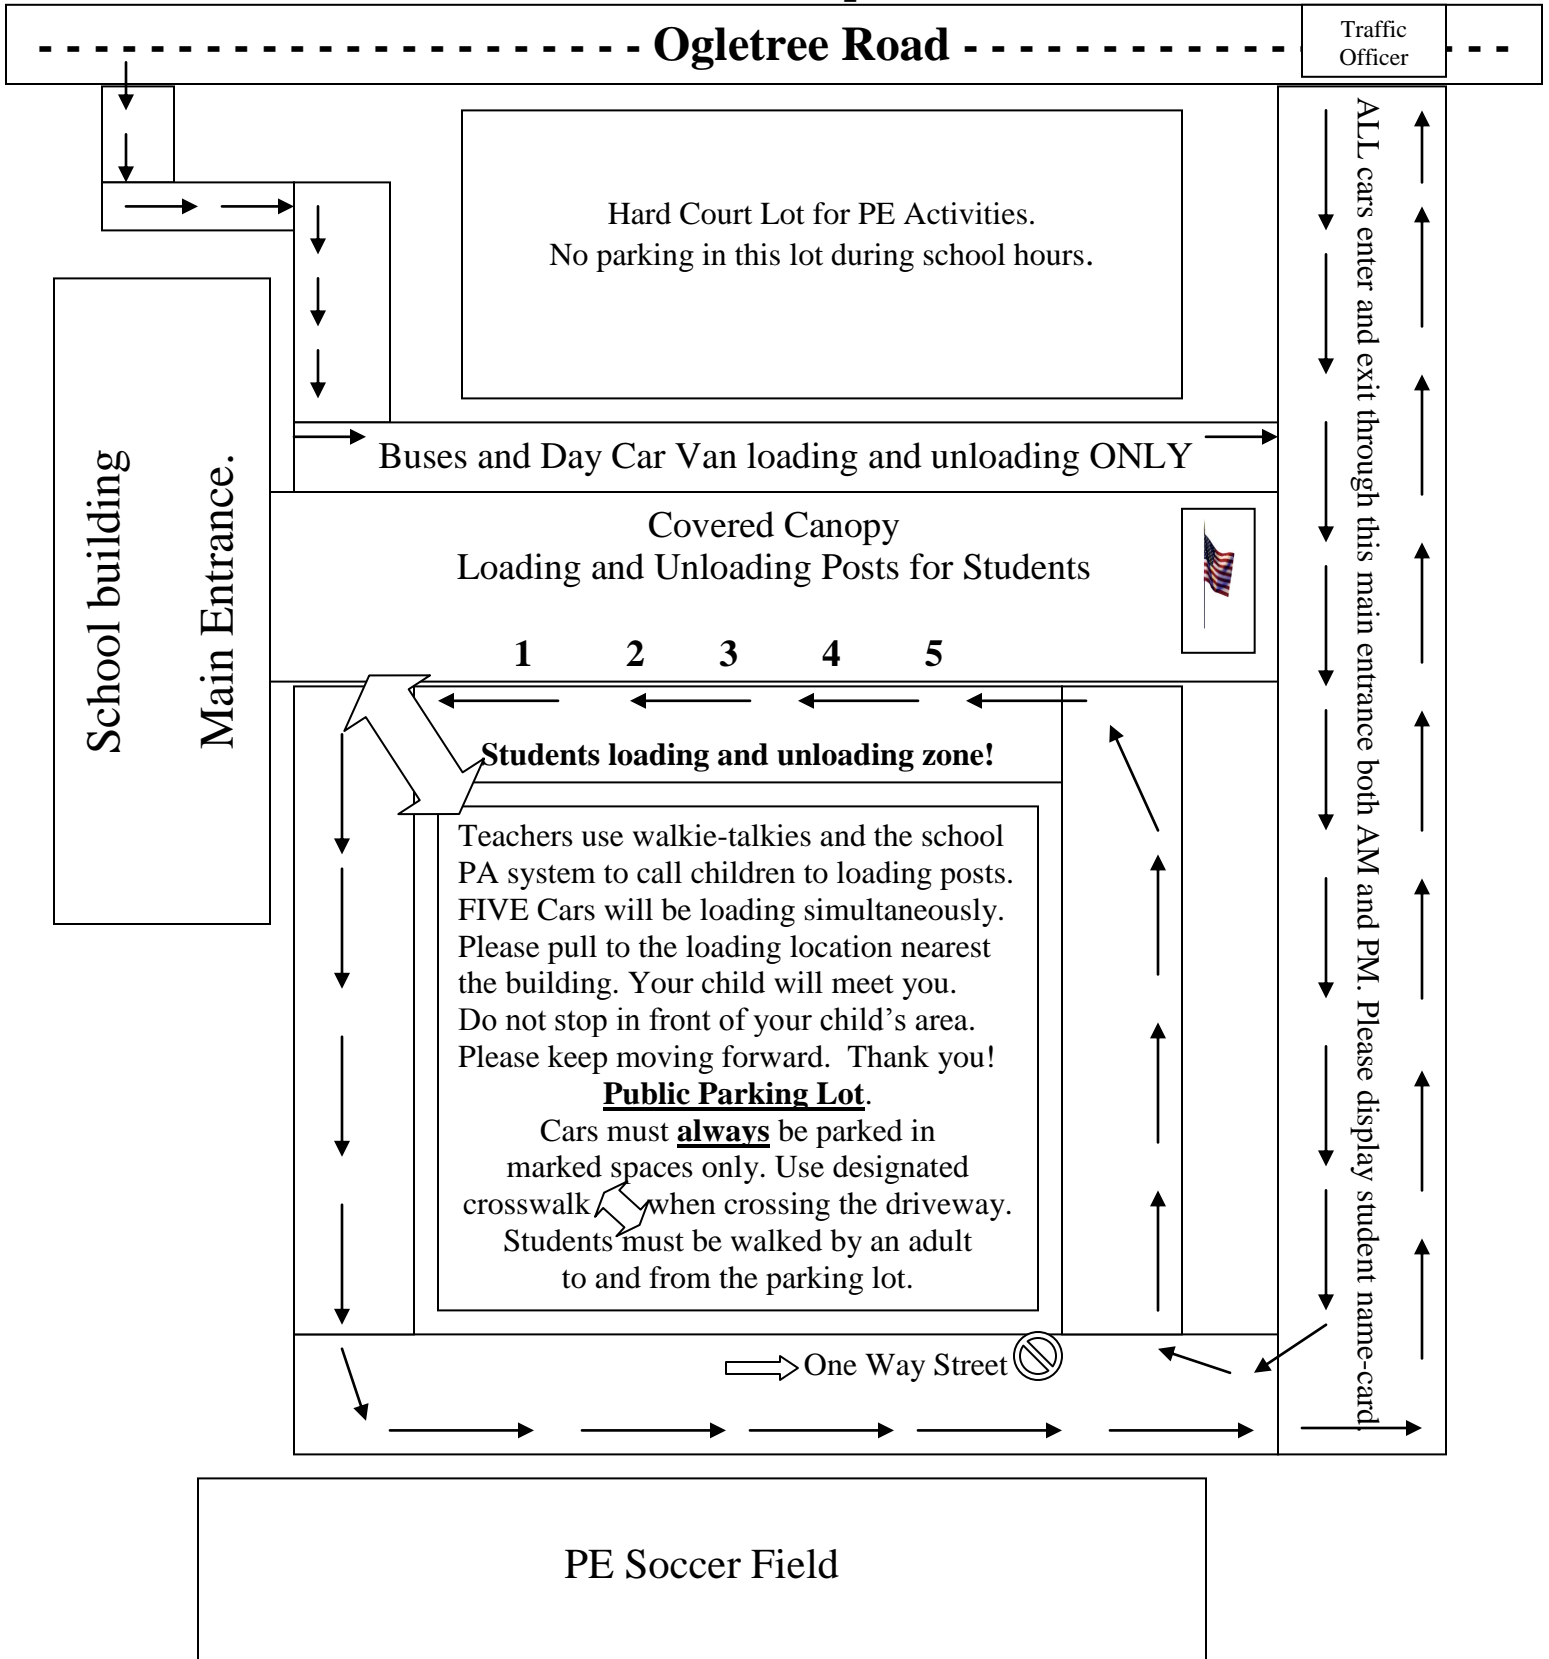 Ogletree Road
Traffic
Officer
Hard Court Lot for PE Activities.
No parking in this lot during school hours.
ALL cars enter and exit through this main entrance both AM and PM. Please display student name-card.
School building
Main Entrance.
Buses and Day Car Van loading and unloading ONLY
Covered Canopy
Loading and Unloading Posts for Students
1 2 3 4 5
Students loading and unloading zone!
Teachers use walkie-talkies and the school
PA system to call children to loading posts.
FIVE Cars will be loading simultaneously.
Please pull to the loading location nearest
the building. Your child will meet you.
Do not stop in front of your child’s area.
Please keep moving forward. Thank you!
Public Parking Lot.
Cars must always be parked in
marked spaces only. Use designated
crosswalk when crossing the driveway.
Students must be walked by an adult
to and from the parking lot.
One Way Street
PE Soccer Field